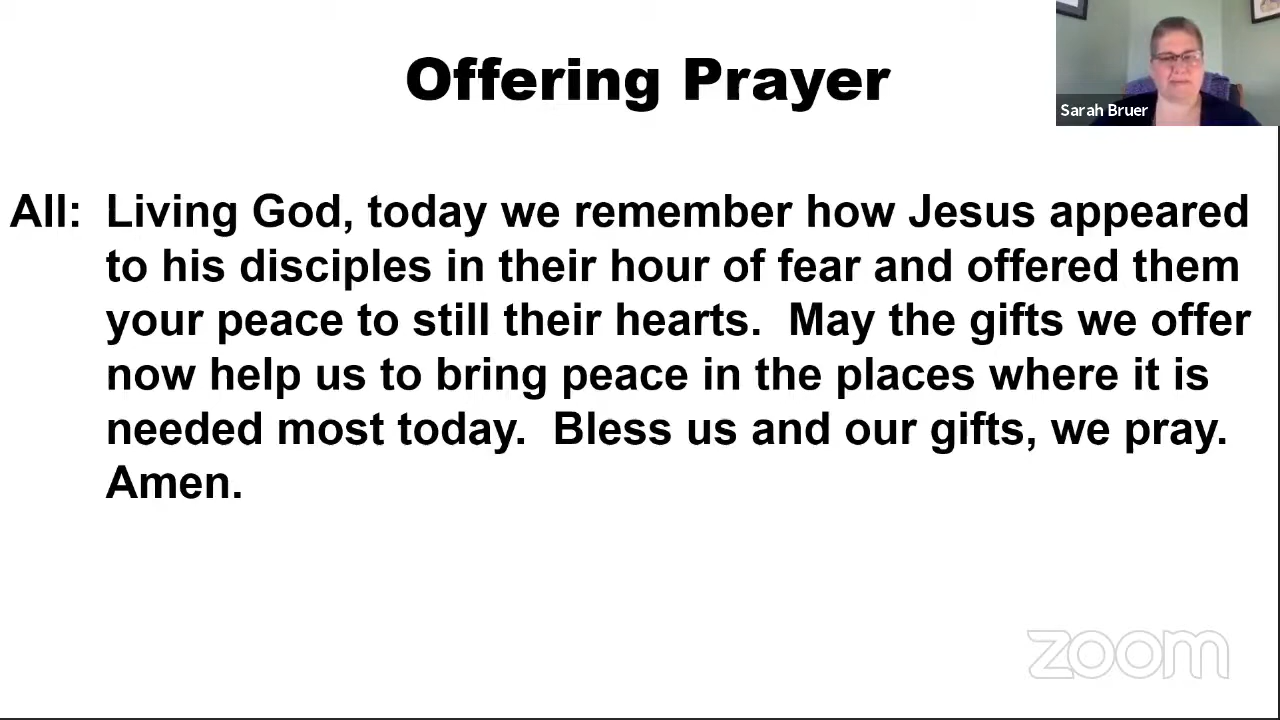 Offering Prayer
Sarah Bruer
All: Living God, today we remember how Jesus appeared
to his disciples in their hour of fear and offered them
your peace to still their hearts.  May the gifts we offer
now help us to bring peace in the places where it is
needed most today.  Bless us and our gifts, we pray.
Amen.
zoom